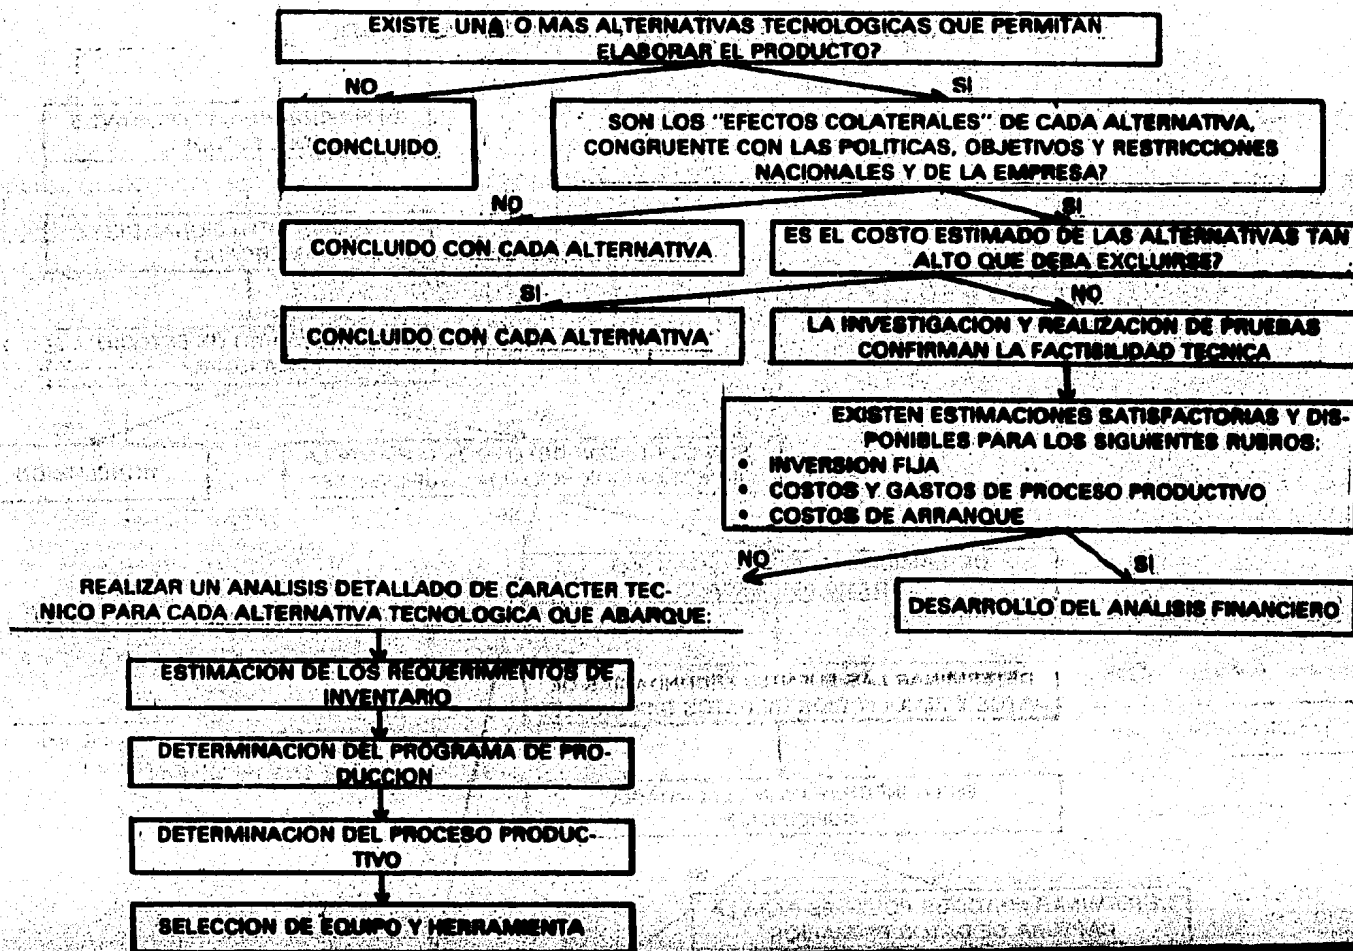 EXISTE UNA O MAS ALTERNATIVAS TECNOLOGICAS QUE PERMITAN
ELABORAR EL PRODUCTO?
NO
SI
CONCLUIDO
SON LOS "EFECTOS COLATERALES" DE CADA ALTERNATIVA,
CONGRUENTE CON LAS POLITICAS, OBJETIVOS Y RESTRICCIONES
NACIONALES Y DE LA EMPRESA?
NO
SI
CONCLUIDO CON CADA ALTERNATIVA
ES EL COSTO ESTIMADO DE LAS ALTERNATIVAS TAN
ALTO QUE DEBA EXCLUIRSE?
SI
NO
CONCLUIDO CON CADA ALTERNATIVA
LA INVESTIGACION Y REALIZACION DE PRUEBAS
CONFIRMAN LA FACTIBILIDAD TECNICA
EXISTEN ESTIMACIONES SATISFACTORIAS Y DIS-
PONIBLES PARA LOS SIGUIENTES RUBROS:
• INVERSION FIJA
• COSTOS Y GASTOS DE PROCESO PRODUCTIVO
• COSTOS DE ARRANQUE
NO
SI
REALIZAR UN ANALISIS DETALLADO DE CARACTER TEC-
NICO PARA CADA ALTERNATIVA TECNOLOGICA QUE ABARQUE:
DESARROLLO DEL ANALISIS FINANCIERO
ESTIMACION DE LOS REQUERIMIENTOS DE
INVENTARIO
DETERMINACION DEL PROGRAMA DE PRO-
DUCCION
DETERMINACION DEL PROCESO PRODUC-
TIVO
SELECCION DE EQUIPO Y HERRAMIENTA